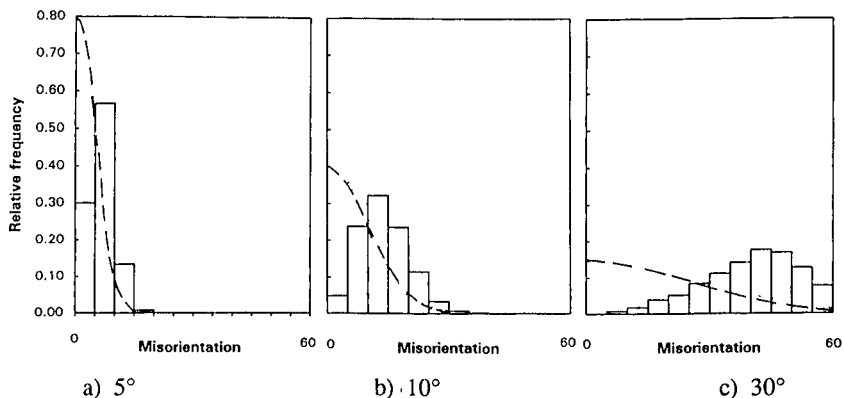 0.80
0.70
0.60
0.50
0.40
0.30
0.20
0.10
0.00
Relative frequency
0
Misorientation
60
0
Misorientation
60
0
Misorientation
60
a) 5°
b) 10°
c) 30°